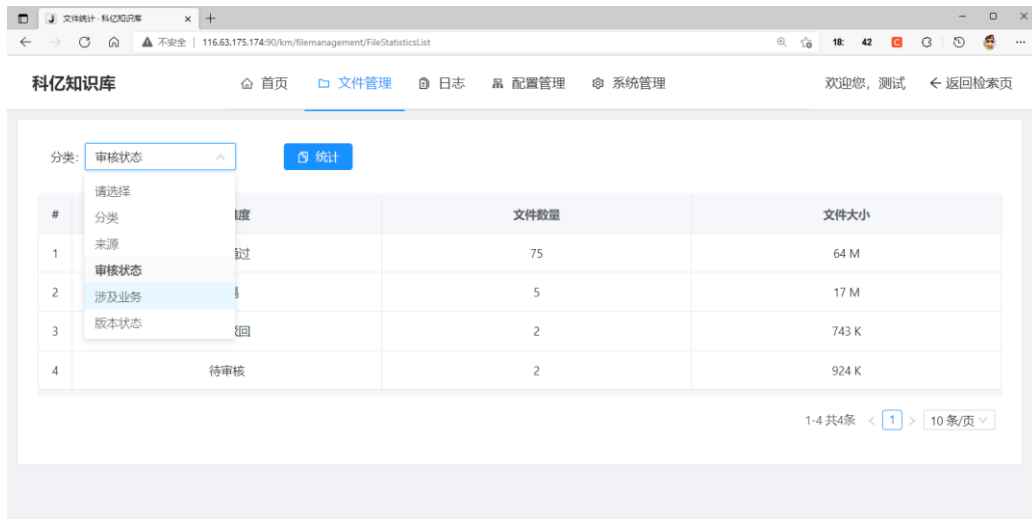 文件统计 - 科亿知识库
不安全 | 116.63.175.174:90/km/filemanagement/FileStatisticsList 18: 42
科亿知识库 首页 文件管理 日志 配置管理 系统管理 欢迎您，测试 返回检索页
分类: 审核状态 统计
请选择
分类
来源
审核状态
涉及业务
版本状态
# 度 文件数量 文件大小
1 过 75 64 M
2 5 17 M
3 回 2 743 K
4 待审核 2 924 K
1-4 共4条 < 1 > 10 条/页